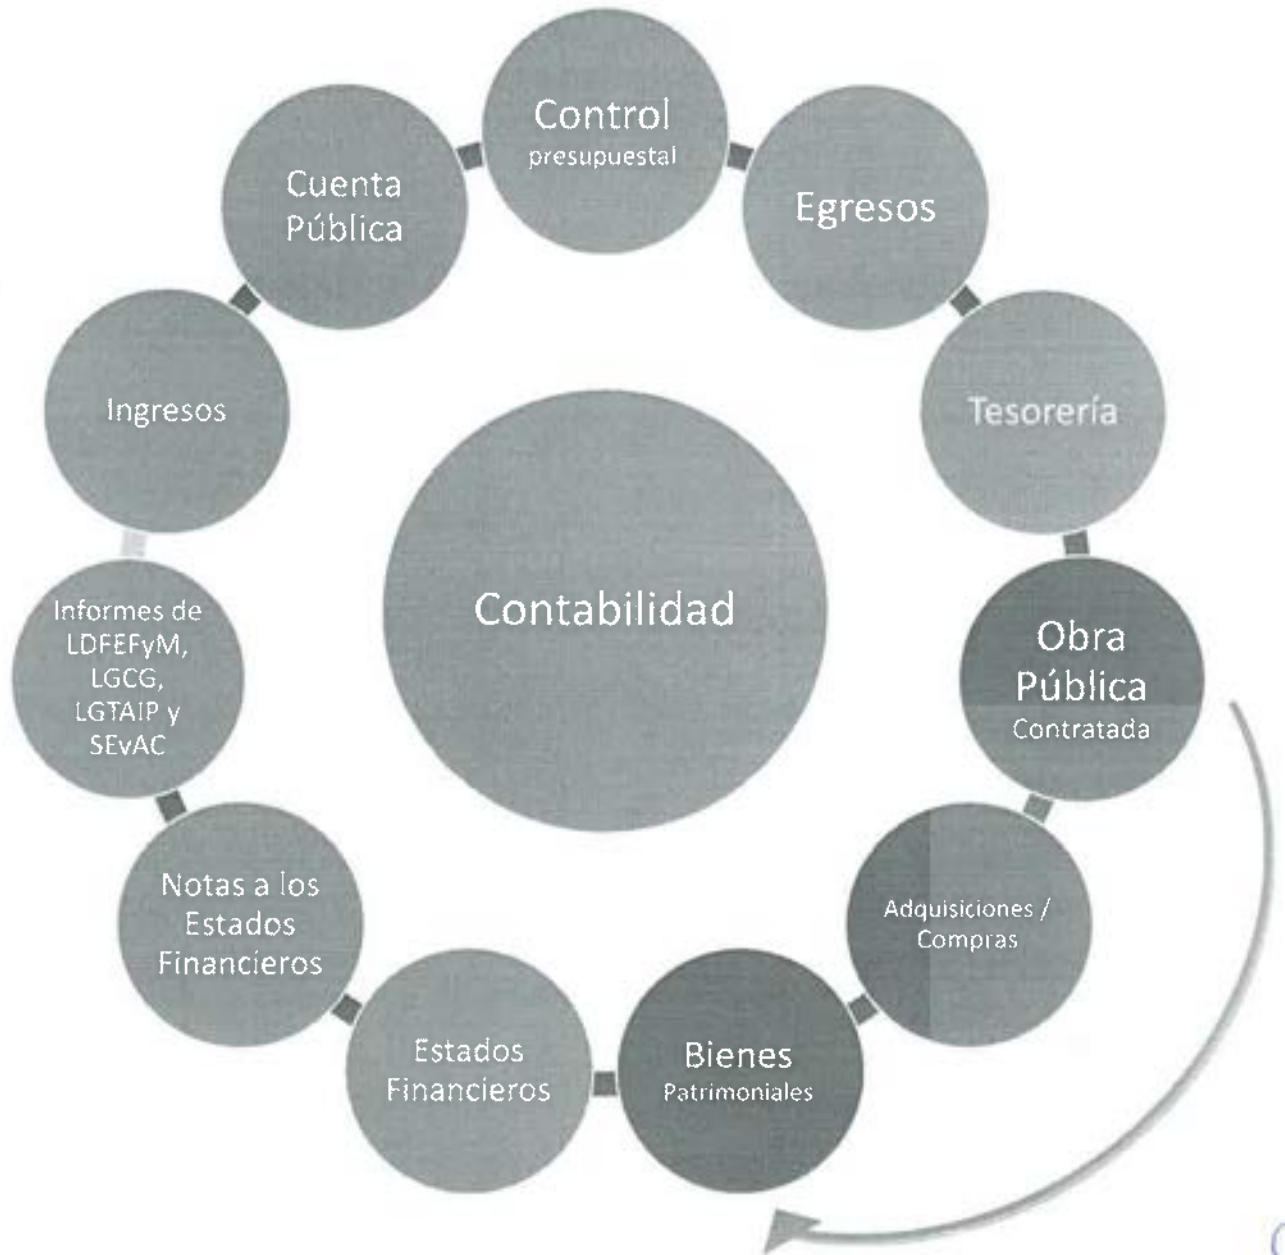 Control
presupuestal
Egresos
Tesorería
Obra
Pública
Contratada
Adquisiciones /
Compras
Bienes
Patrimoniales
Estados
Financieros
Notas a los
Estados
Financieros
Informes de
LDFEFyM,
LGCG,
LGTAIP y
SEvAC
Ingresos
Cuenta
Pública
Contabilidad